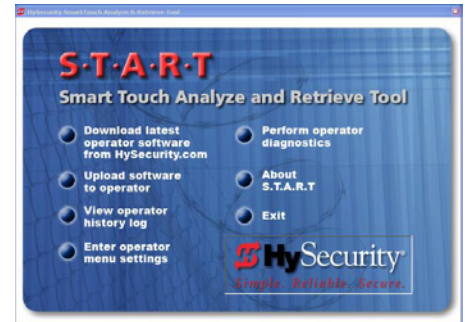 HySecurity Smart Touch Analyze & Retrieve Tool
S·T·A·R·T
Smart Touch Analyze and Retrieve Tool
Download latest
operator software
from HySecurity.com
Upload software
to operator
View operator
history log
Enter operator
menu settings
Perform operator
diagnostics
About
S.T.A.R.T
Exit
HySecurity
Simple. Reliable. Secure.